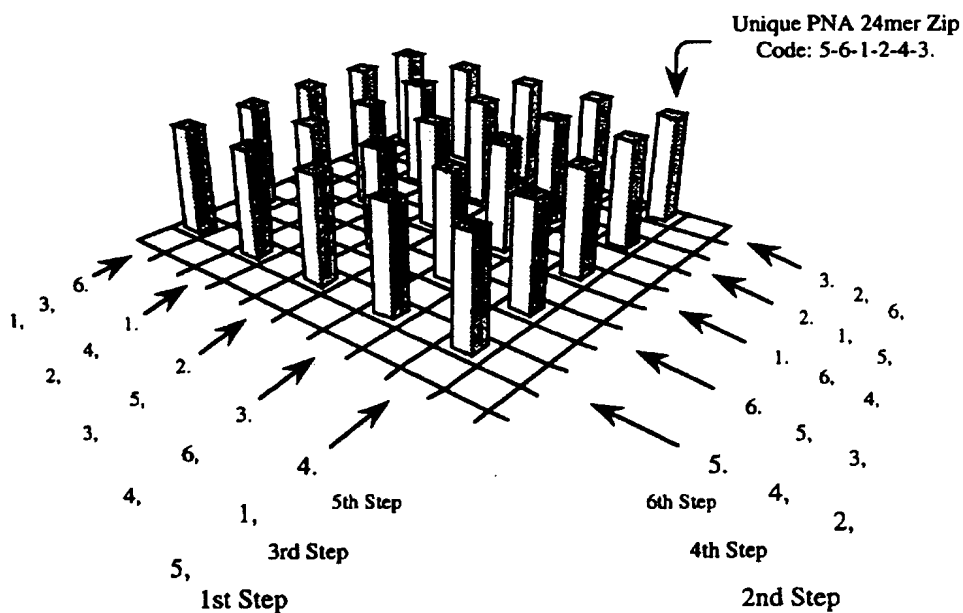 Unique PNA 24mer Zip
Code: 5-6-1-2-4-3.
1, 3, 6.
2, 4, 1.
3, 5, 2.
4, 6, 3.
5, 1, 4.
3. 2, 6,
2. 1, 5,
1. 6, 4,
6. 5, 3,
5. 4, 2,
5th Step
6th Step
3rd Step
4th Step
1st Step
2nd Step